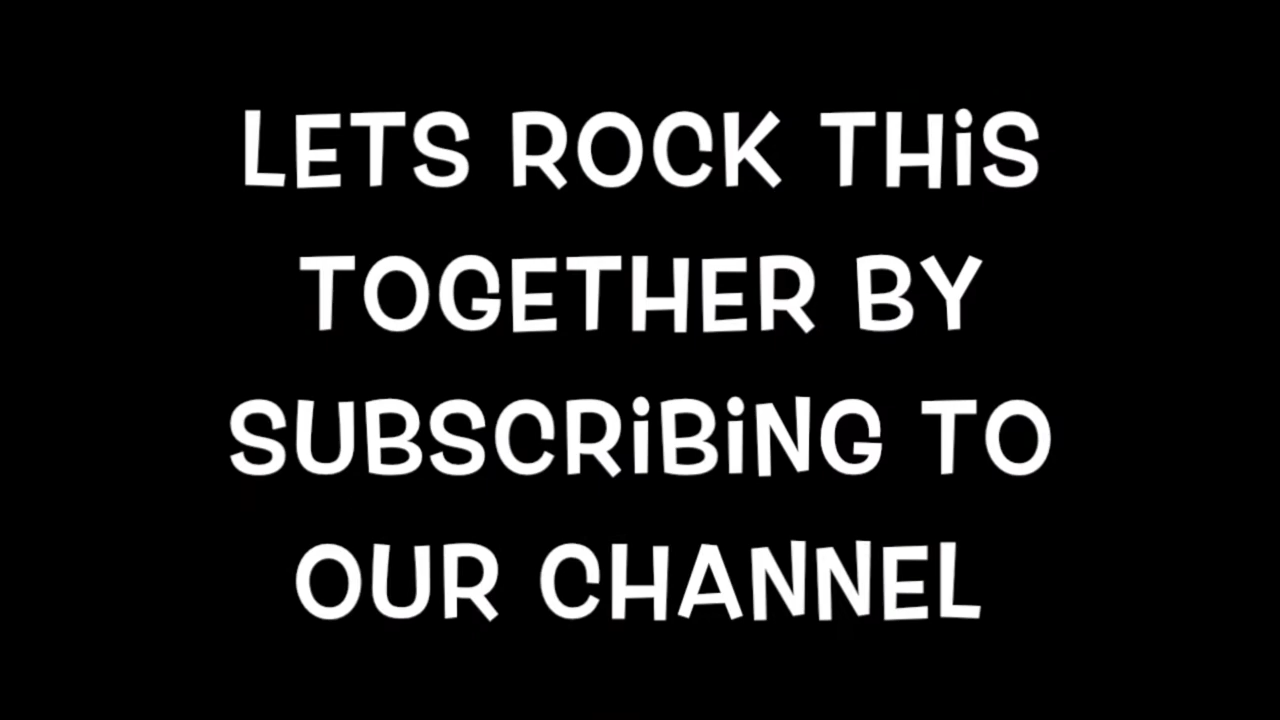 LETS ROCK THiS
TOGETHER BY
SUBSCRiBiNG TO
OUR CHANNEL